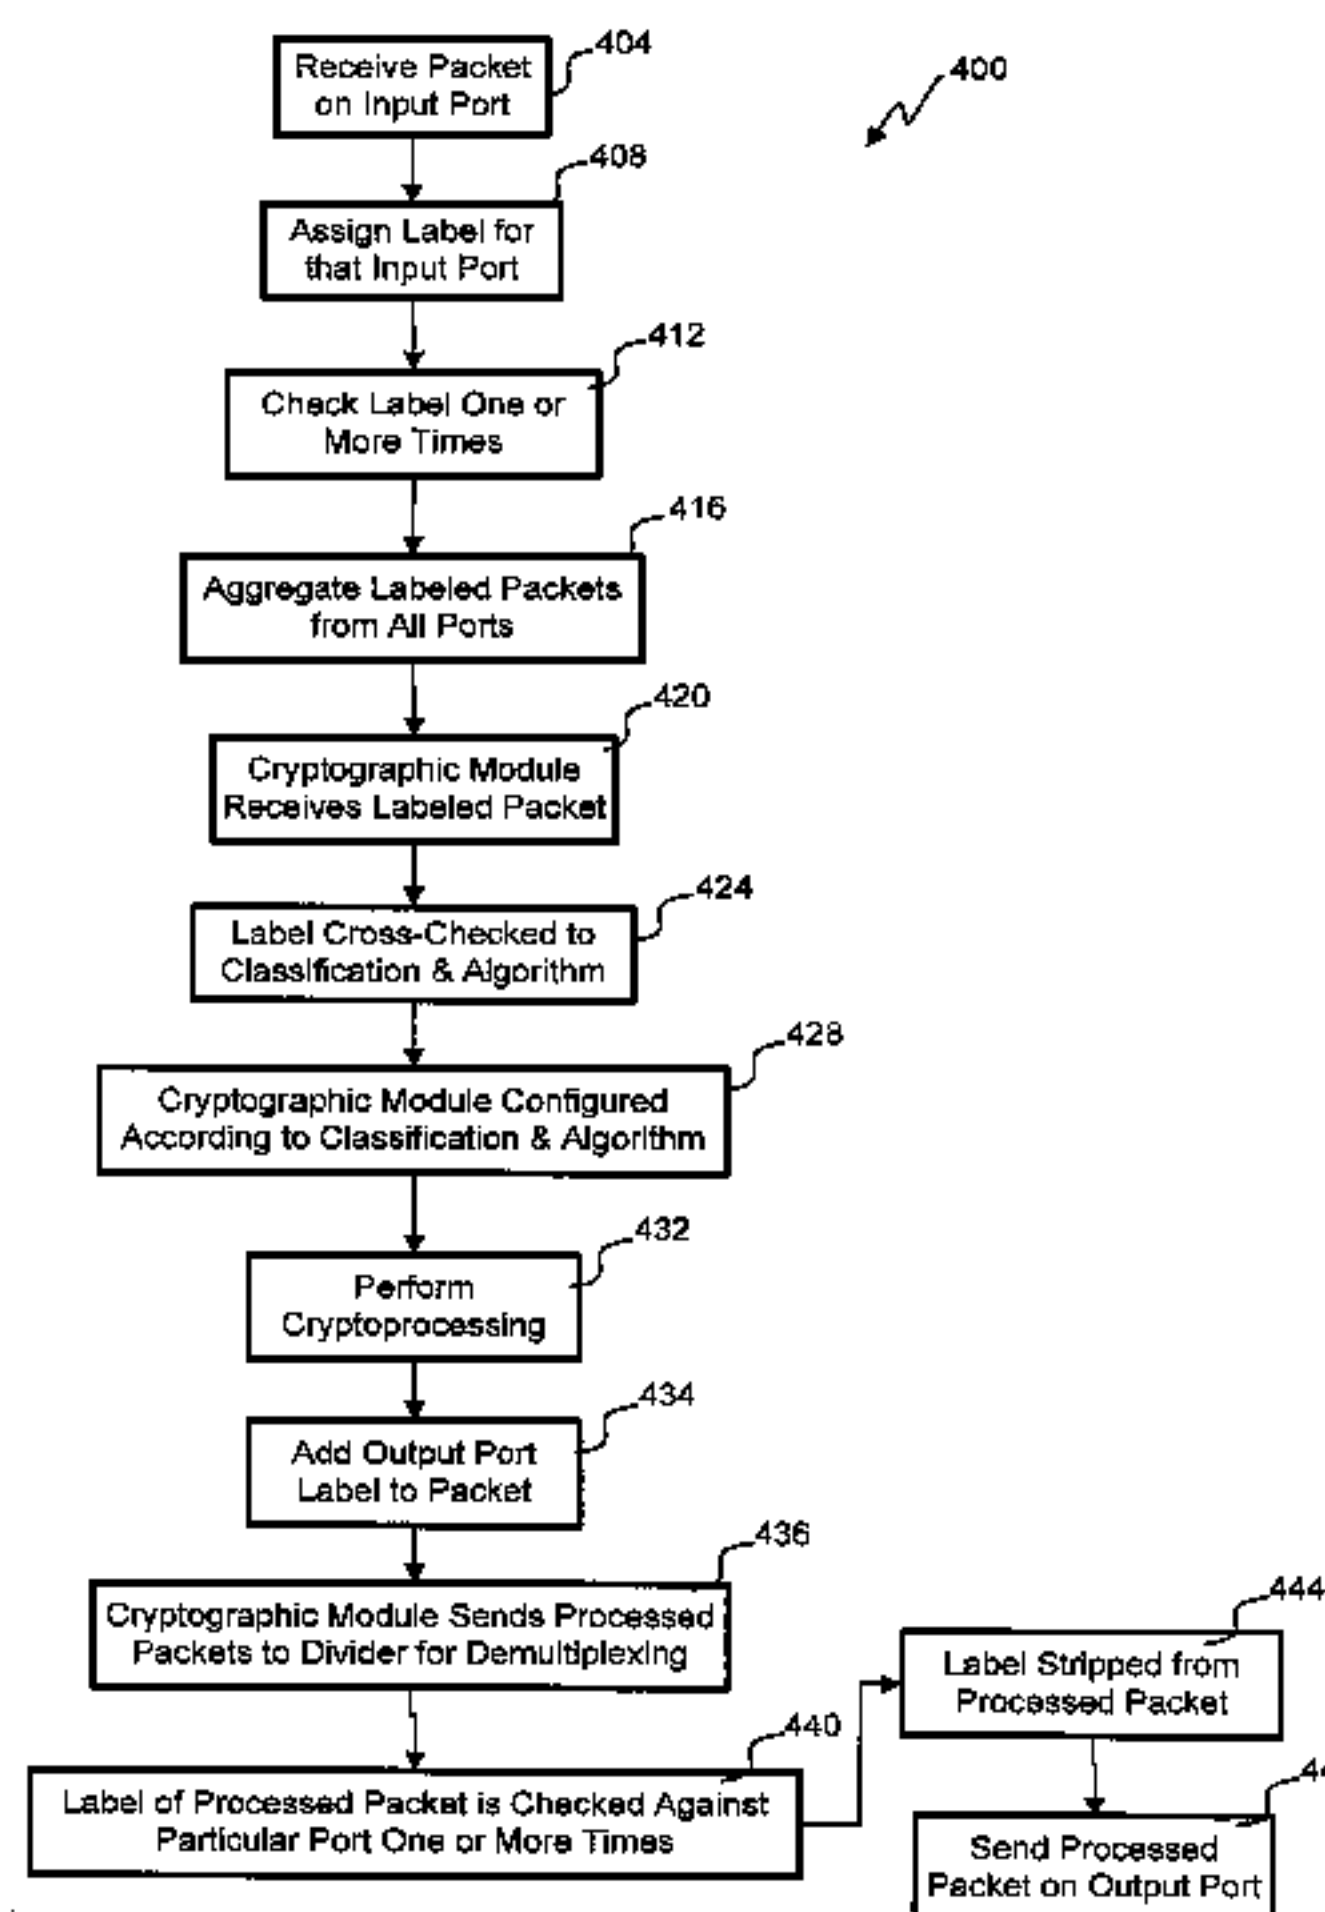 404
Receive Packet
on Input Port
400
408
Assign Label for
that Input Port
412
Check Label One or
More Times
416
Aggregate Labeled Packets
from All Ports
420
Cryptographic Module
Receives Labeled Packet
424
Label Cross-Checked to
Classification & Algorithm
428
Cryptographic Module Configured
According to Classification & Algorithm
432
Perform
Cryptoprocessing
434
Add Output Port
Label to Packet
436
Cryptographic Module Sends Processed
Packets to Divider for Demultiplexing
440
Label of Processed Packet is Checked Against
Particular Port One or More Times
444
Label Stripped from
Processed Packet
Send Processed
Packet on Output Port